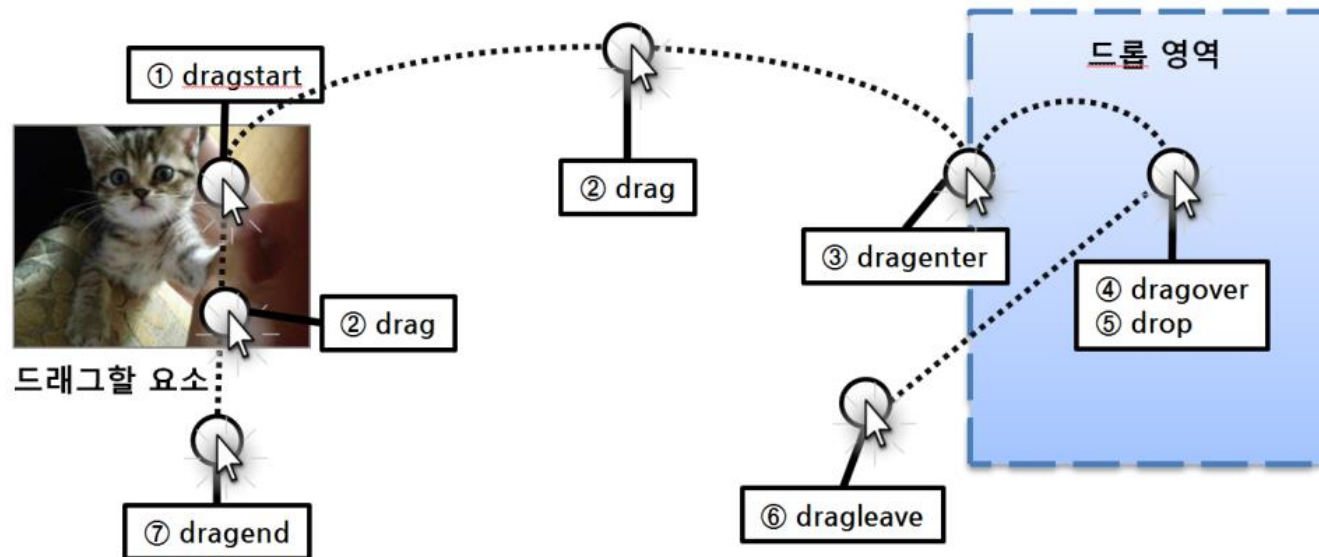 ① dragstart
드롭 영역
② drag
③ dragenter
④ dragover
⑤ drop
② drag
드래그할 요소
⑥ dragleave
⑦ dragend